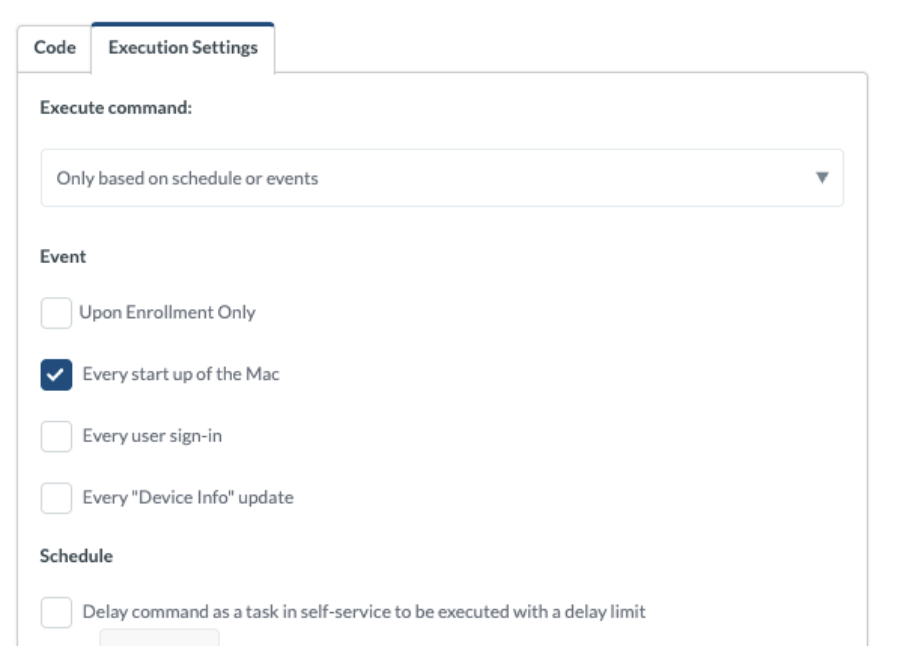 Code Execution Settings
Execute command:
Only based on schedule or events
Event
Upon Enrollment Only
Every start up of the Mac
Every user sign-in
Every "Device Info" update
Schedule
Delay command as a task in self-service to be executed with a delay limit